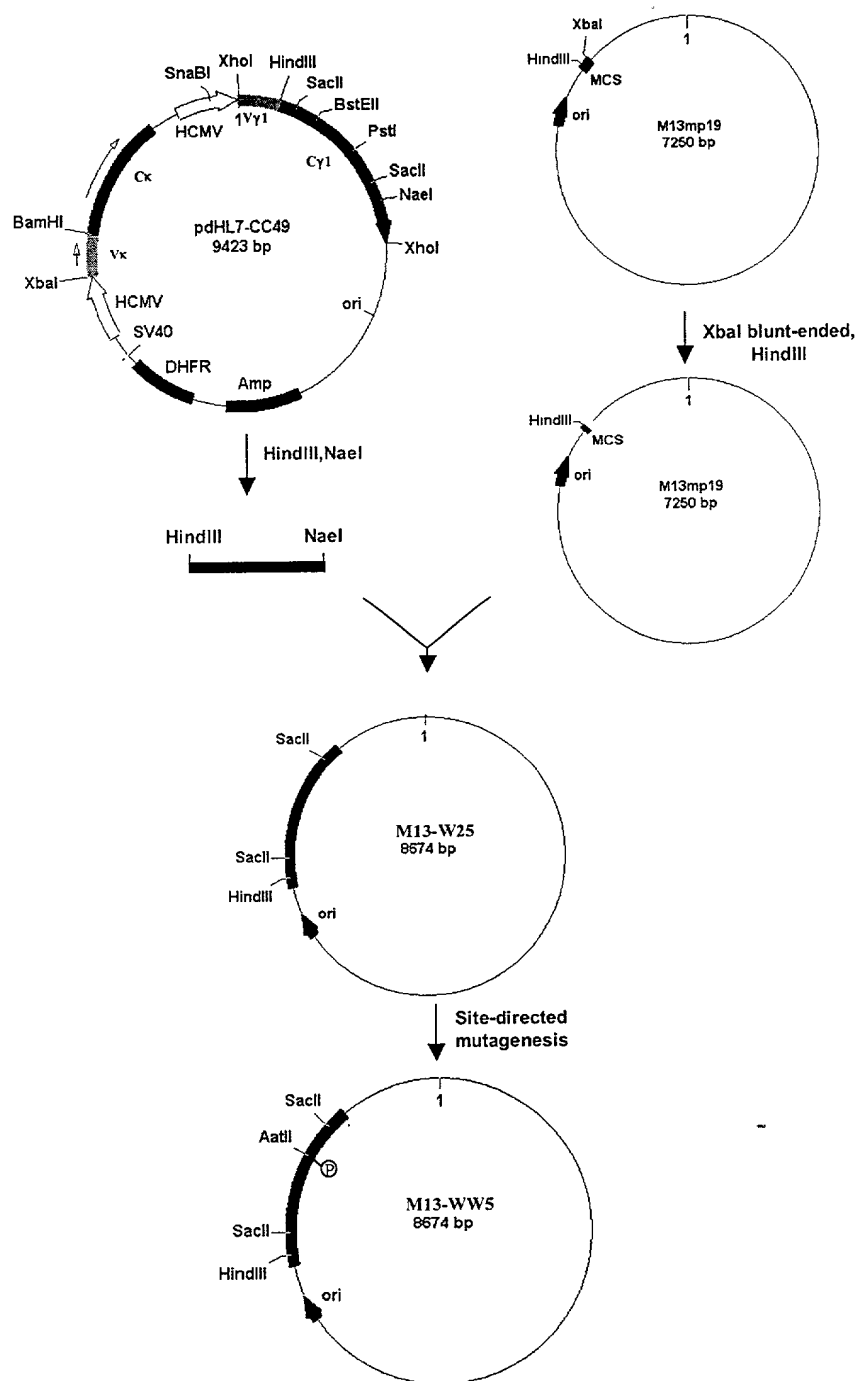 XhoI
HindIII
SnaBI
SacII
BstEII
HCMV
1
Vγ1
PstI
Cγ1
SacII
NaeI
Cκ
BamHI
Vκ
pdHL7-CC49
9423 bp
XhoI
XbaI
HCMV
ori
SV40
DHFR
Amp
HindIII,NaeI
HindIII
NaeI
XbaI
HindIII
MCS
1
ori
M13mp19
7250 bp
XbaI blunt-ended,
HindIII
1
HindIII
MCS
ori
M13mp19
7250 bp
1
SacII
M13-W25
8674 bp
SacII
HindIII
ori
Site-directed
mutagenesis
1
SacII
AatII
P
M13-WW5
8674 bp
SacII
HindIII
ori